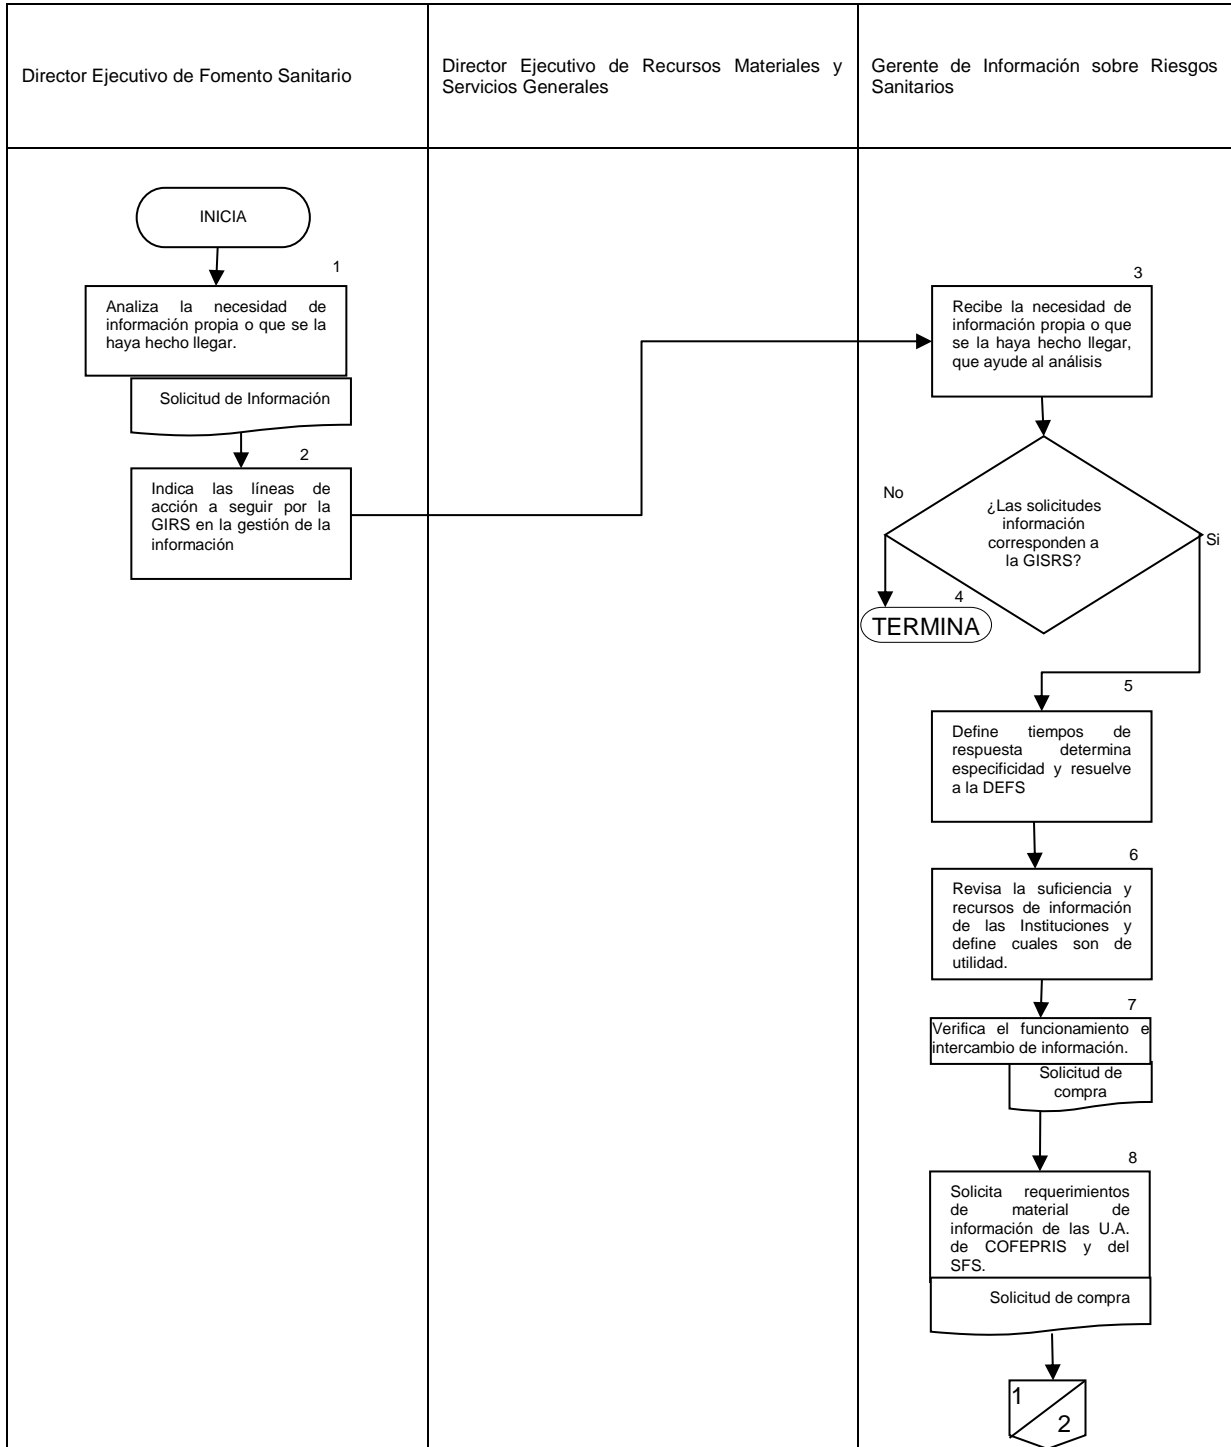 Director Ejecutivo de Fomento Sanitario
Director Ejecutivo de Recursos Materiales y
Servicios Generales
Gerente de Información sobre Riesgos
Sanitarios
INICIA
1
Analiza la necesidad de
información propia o que se la
haya hecho llegar.
Solicitud de Información
2
Indica las líneas de
acción a seguir por la
GIRS en la gestión de la
información
3
Recibe la necesidad de
información propia o que
se la haya hecho llegar,
que ayude al análisis
No
¿Las solicitudes
información
corresponden a
la GISRS?
Si
4
TERMINA
5
Define tiempos de
respuesta determina
especificidad y resuelve
a la DEFS
6
Revisa la suficiencia y
recursos de información
de las Instituciones y
define cuales son de
utilidad.
7
Verifica el funcionamiento e
intercambio de información.
Solicitud de
compra
8
Solicita requerimientos
de material de
información de las U.A.
de COFEPRIS y del
SFS.
Solicitud de compra
1
2